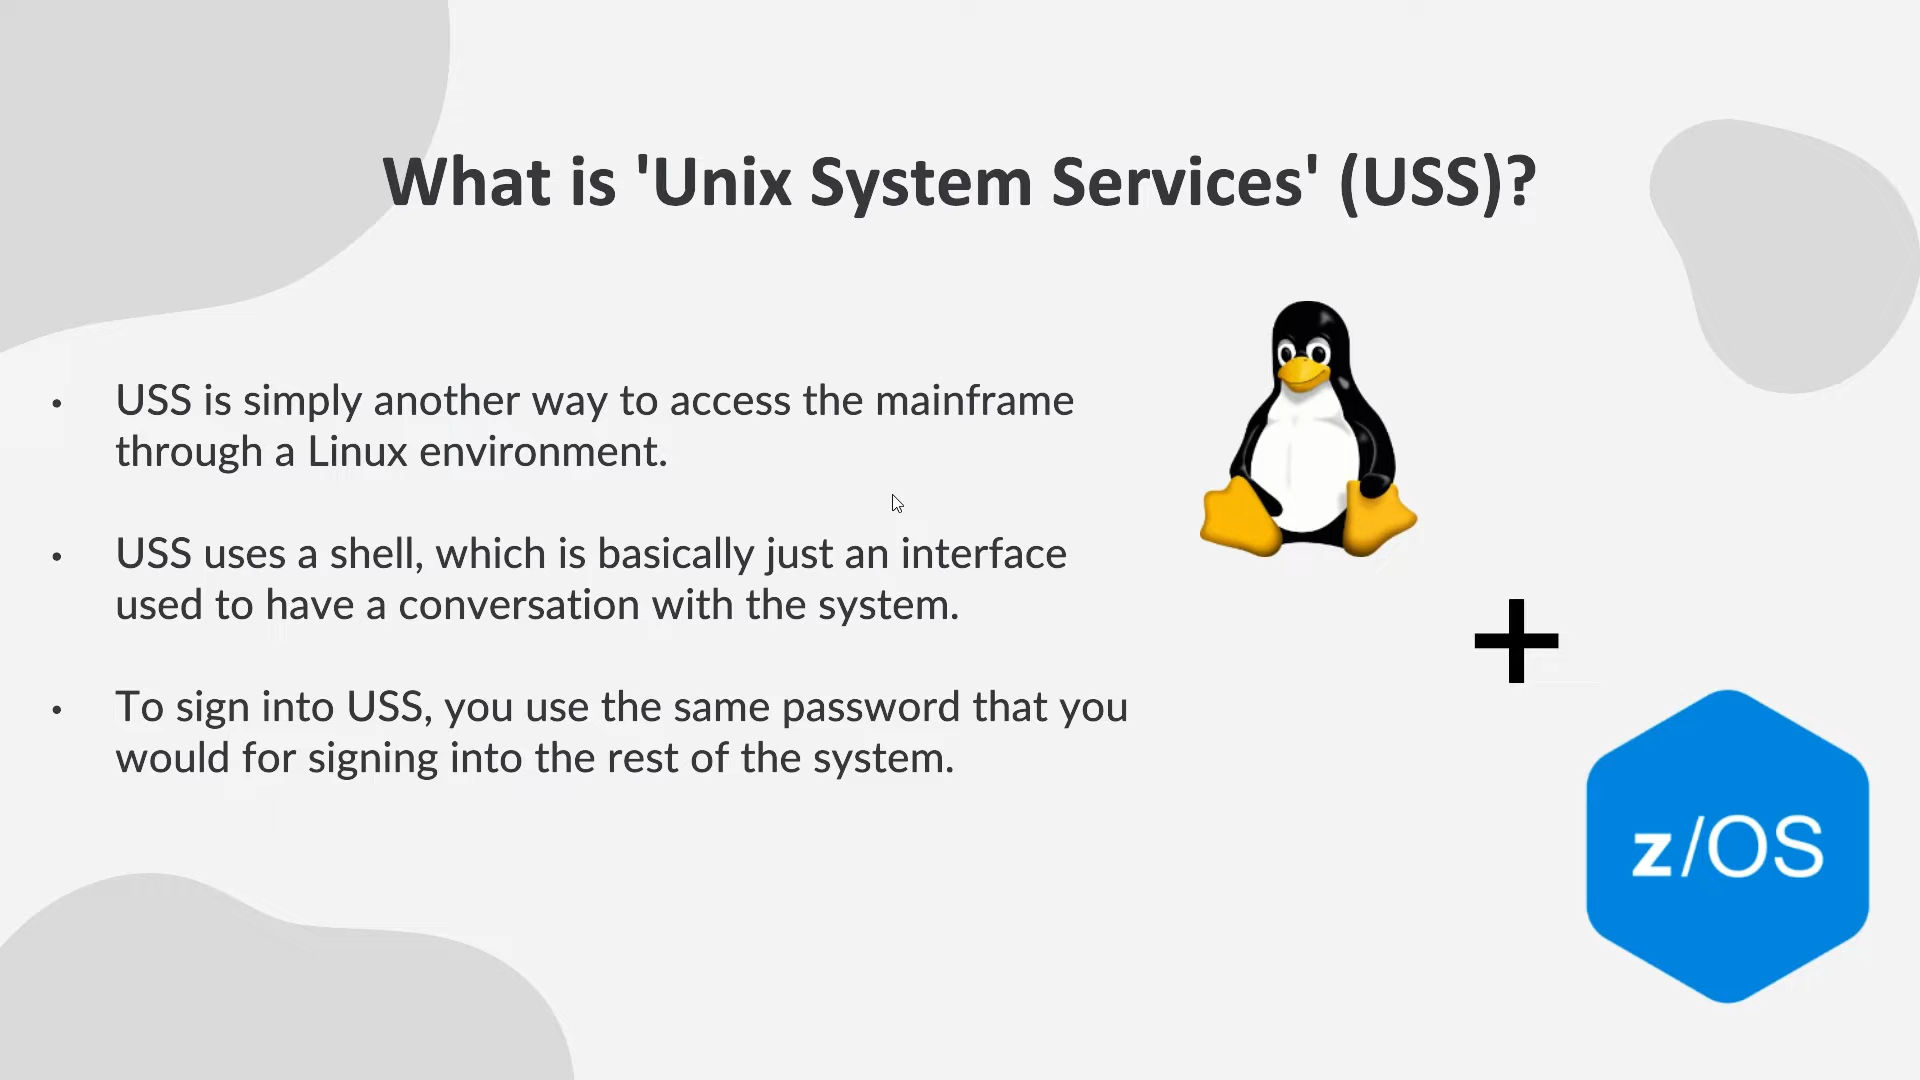 What is 'Unix System Services' (USS)?
• USS is simply another way to access the mainframe
through a Linux environment.
• USS uses a shell, which is basically just an interface
used to have a conversation with the system.
• To sign into USS, you use the same password that you
would for signing into the rest of the system.
+
z/OS